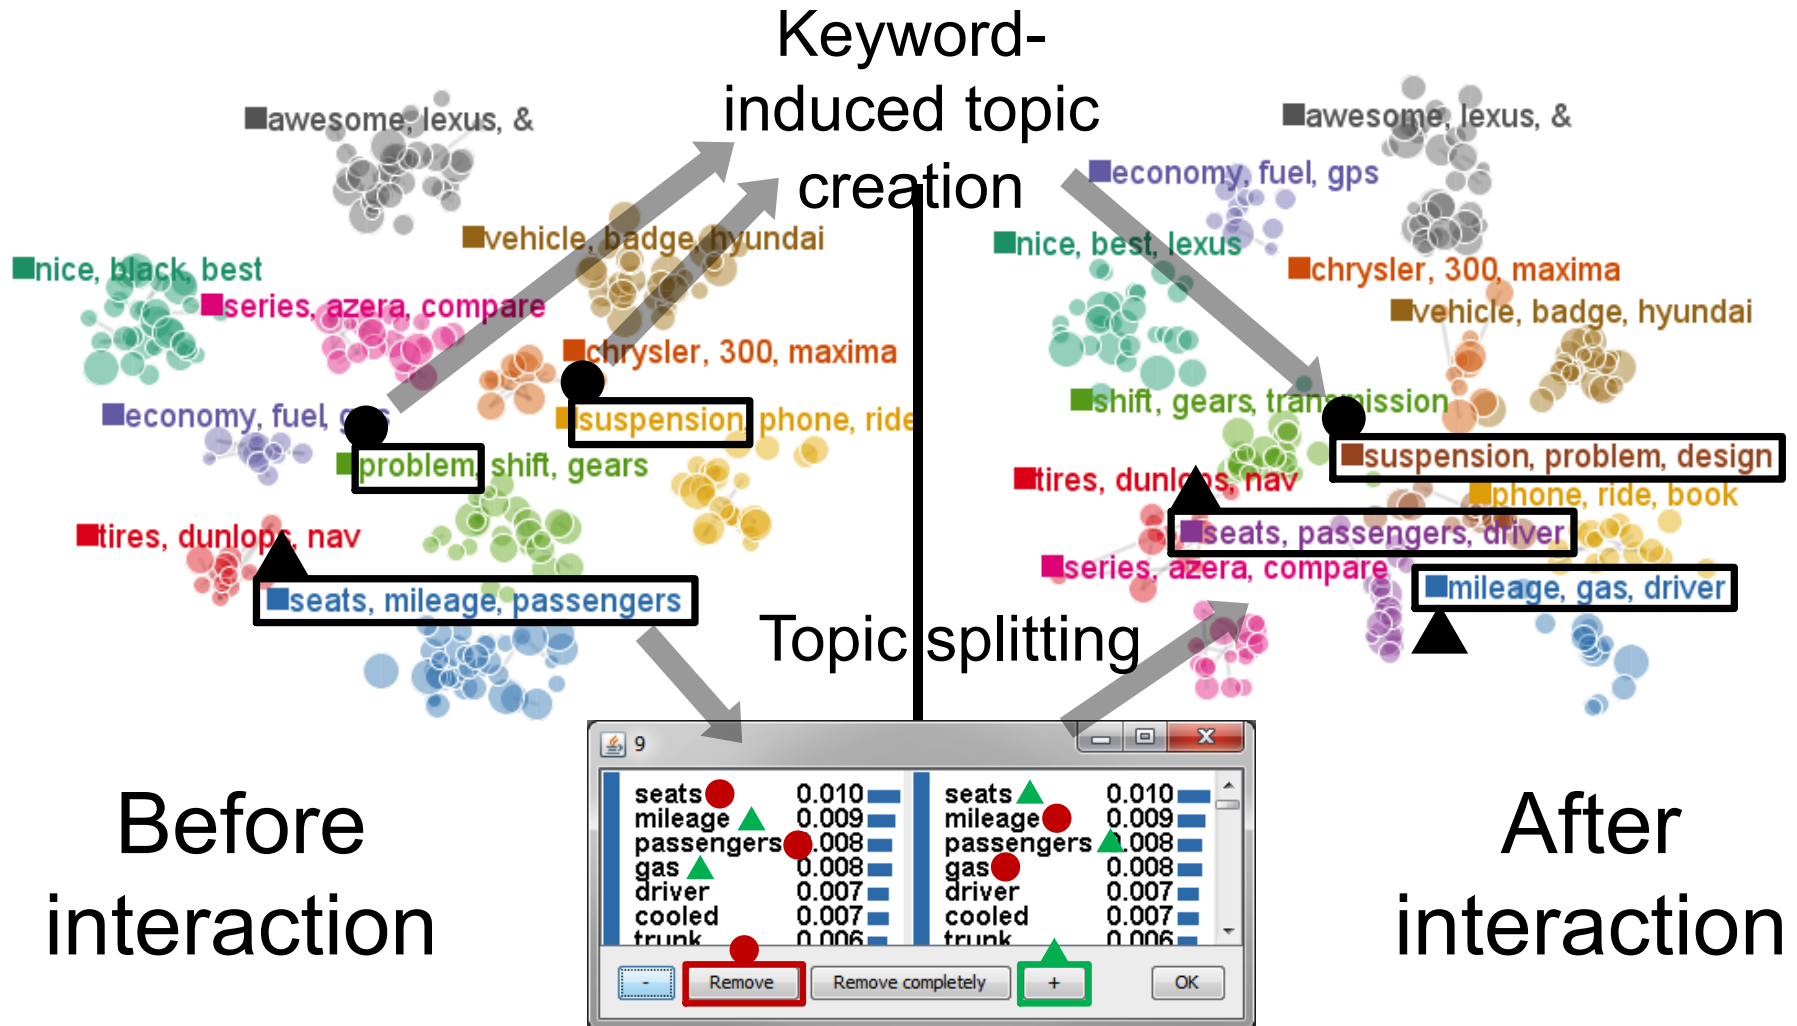 Keyword-
induced topic
creation
awesome, lexus, &
vehicle, badge, hyundai
nice, black, best
series, azera, compare
chrysler, 300, maxima
economy, fuel, gps
suspension, phone, ride
problem, shift, gears
tires, dunlops, nav
seats, mileage, passengers
awesome, lexus, &
economy, fuel, gps
nice, best, lexus
chrysler, 300, maxima
vehicle, badge, hyundai
shift, gears, transmission
suspension, problem, design
tires, dunlops, nav
phone, ride, book
seats, passengers, driver
series, azera, compare
mileage, gas, driver
Topic splitting
Before
interaction
9
seats 0.010
mileage 0.009
passengers 0.008
gas 0.008
driver 0.007
cooled 0.007
trunk 0.006
seats 0.010
mileage 0.009
passengers 0.008
gas 0.008
driver 0.007
cooled 0.007
trunk 0.006
- Remove Remove completely + OK
After
interaction